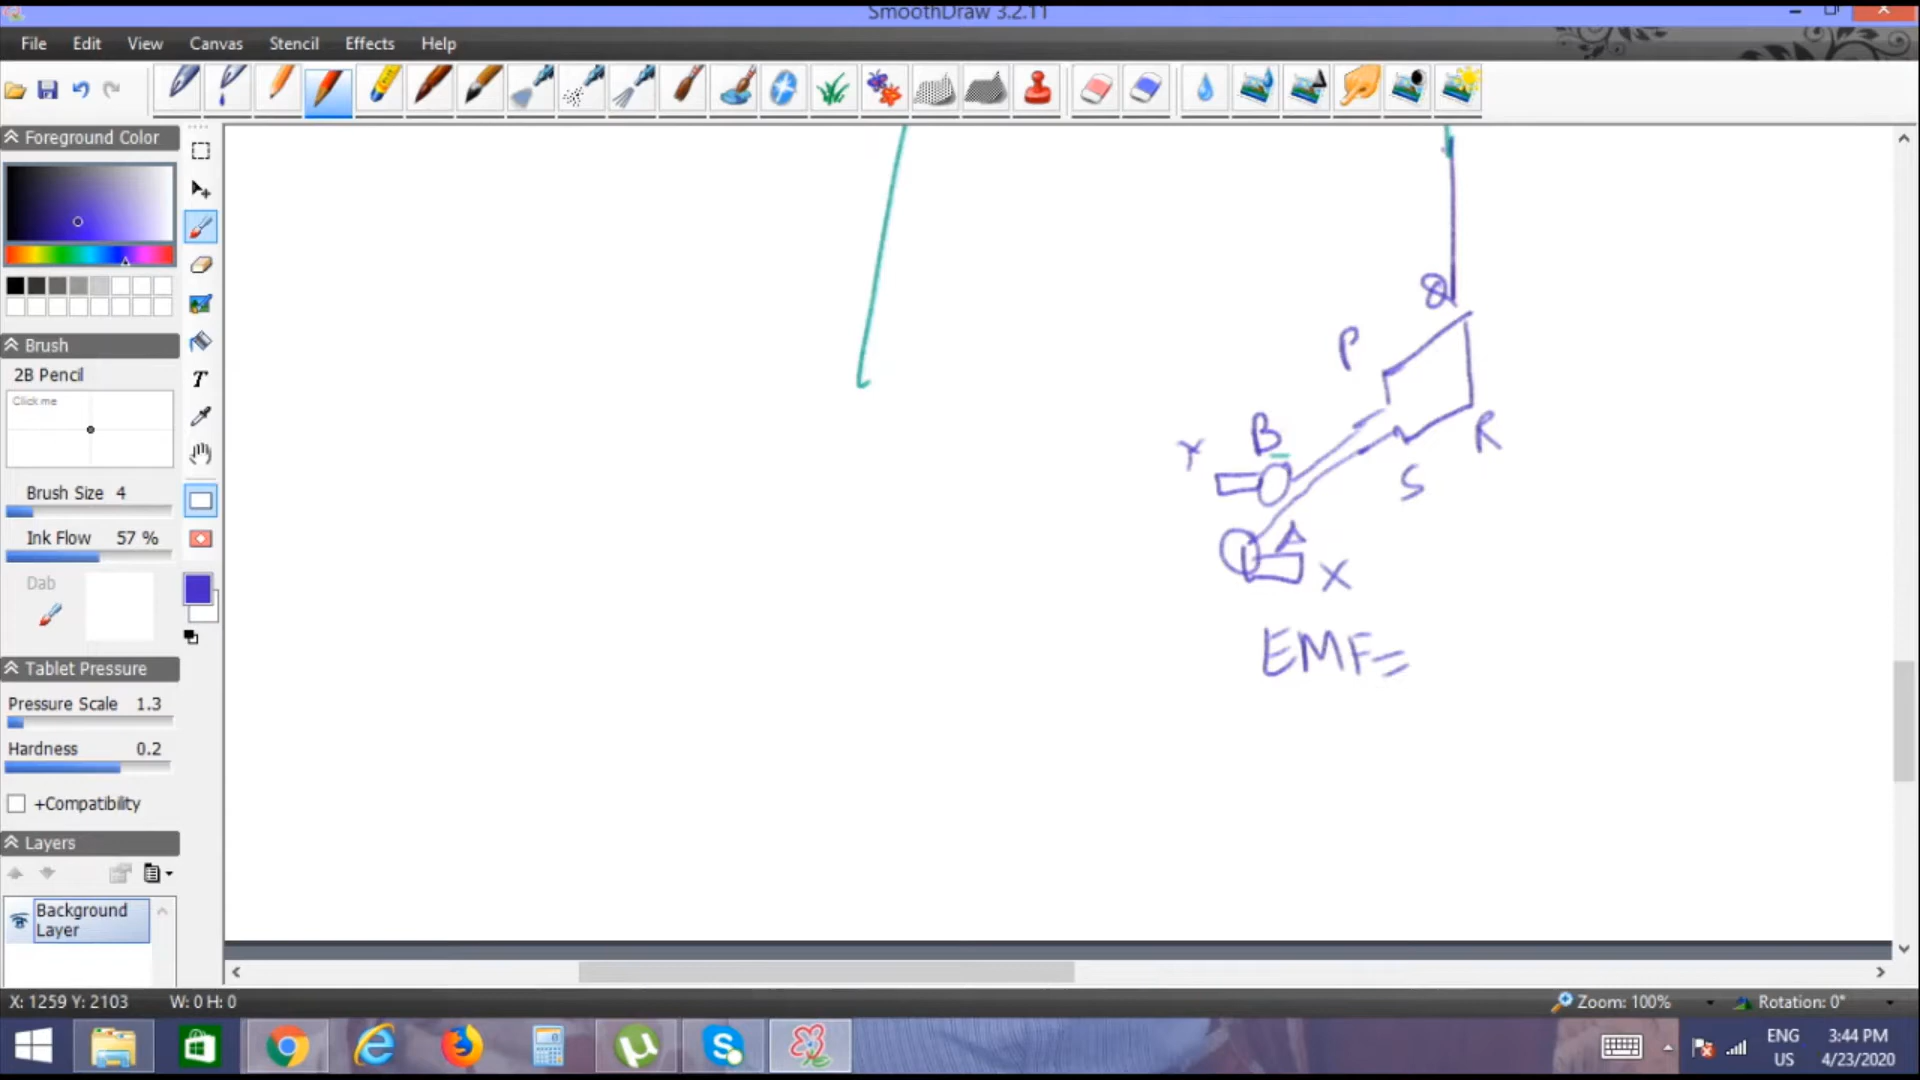 SmoothDraw 3.2.11
File Edit View Canvas Stencil Effects Help
Foreground Color
Brush
2B Pencil
Click me
Brush Size 4
Ink Flow 57 %
Dab
Tablet Pressure
Pressure Scale 1.3
Hardness 0.2
+Compatibility
Layers
Background
Layer
Q
P
B
R
Y
S
A
X
EMF=
X: 1259 Y: 2103 W: 0 H: 0
Zoom: 100% Rotation: 0°
ENG 3:44 PM
US 4/23/2020